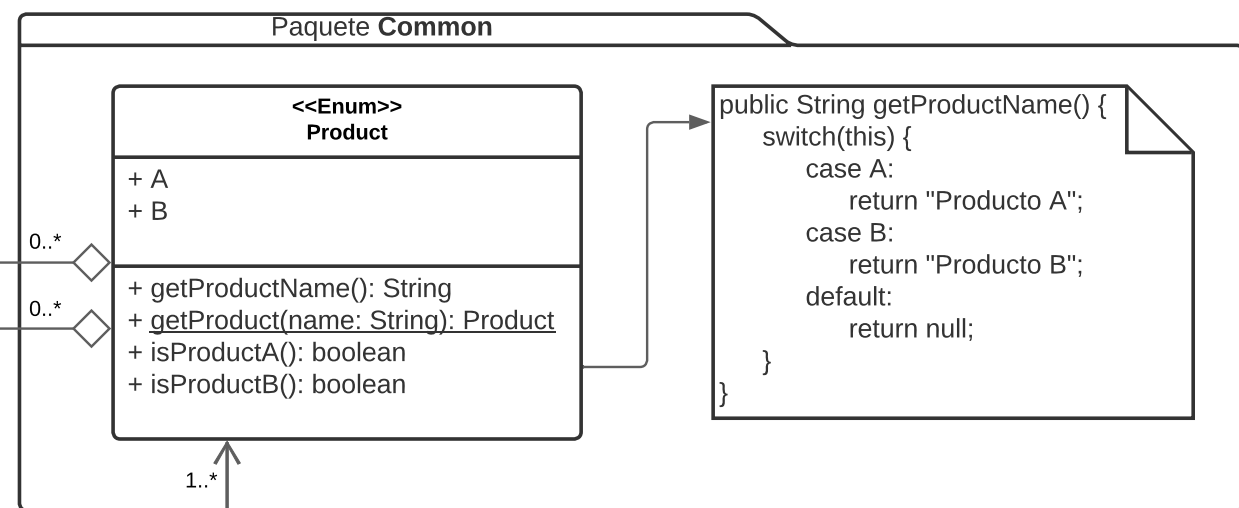 Paquete Common
<<Enum>>
Product
+ A
+ B
0..*
0..*
+ getProductName(): String
+ getProduct(name: String): Product
+ isProductA(): boolean
+ isProductB(): boolean
1..*
public String getProductName() {
switch(this) {
case A:
return "Producto A";
case B:
return "Producto B";
default:
return null;
}
}